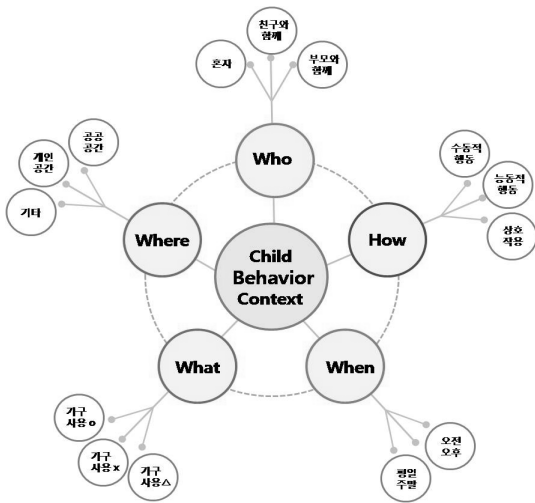 친구와
함께
혼자
부모와
함께
공공
공간
개인
공간
기타
수동적
행동
능동적
행동
상호
작용
Who
Where
How
Child
Behavior
Context
What
When
가구
사용 o
가구
사용 x
가구
사용△
오전
오후
평일
주말